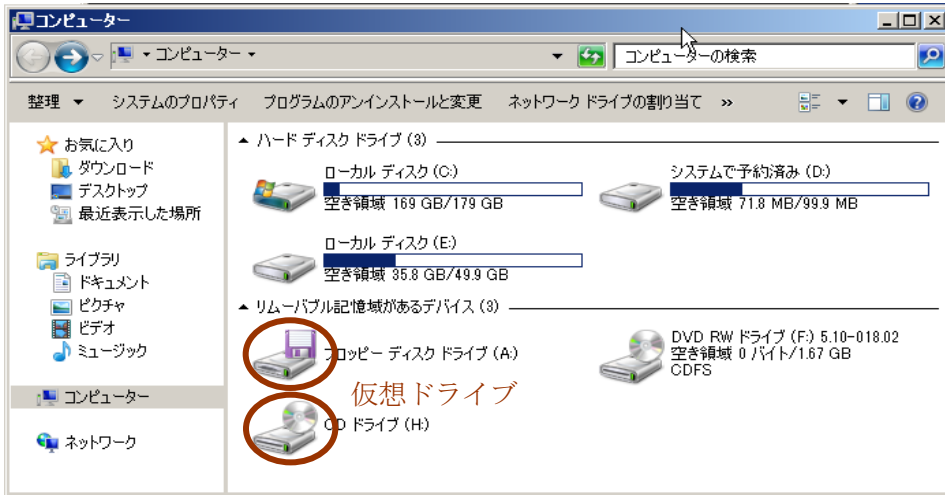 コンピューター
コンピューター
コンピューターの検索
整理 システムのプロパティ プログラムのアンインストールと変更 ネットワーク ドライブの割り当て »
お気に入り
ダウンロード
デスクトップ
最近表示した場所
ライブラリ
ドキュメント
ピクチャ
ビデオ
ミュージック
コンピューター
ネットワーク
ハード ディスク ドライブ (3)
ローカル ディスク (C:)
空き領域 169 GB/179 GB
システムで予約済み (D:)
空き領域 71.8 MB/99.9 MB
ローカル ディスク (E:)
空き領域 35.8 GB/49.9 GB
リムーバブル記憶域があるデバイス (3)
フロッピー ディスク ドライブ (A:)
DVD RW ドライブ (F:) 5.10-018.02
空き領域 0 バイト/1.67 GB
CDFS
仮想ドライブ
CD ドライブ (H:)